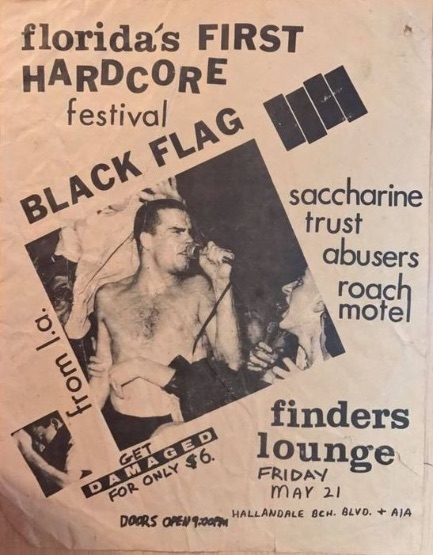 florida's FIRST
HARDCORE
festival
BLACK FLAG
saccharine
trust
abusers
roach
motel
from l.a.
GET
DAMAGED
FOR ONLY $6.
finders
lounge
FRIDAY
MAY 21
HALLANDALE BCH. BLVD. + A1A
DOORS OPEN 9:00PM